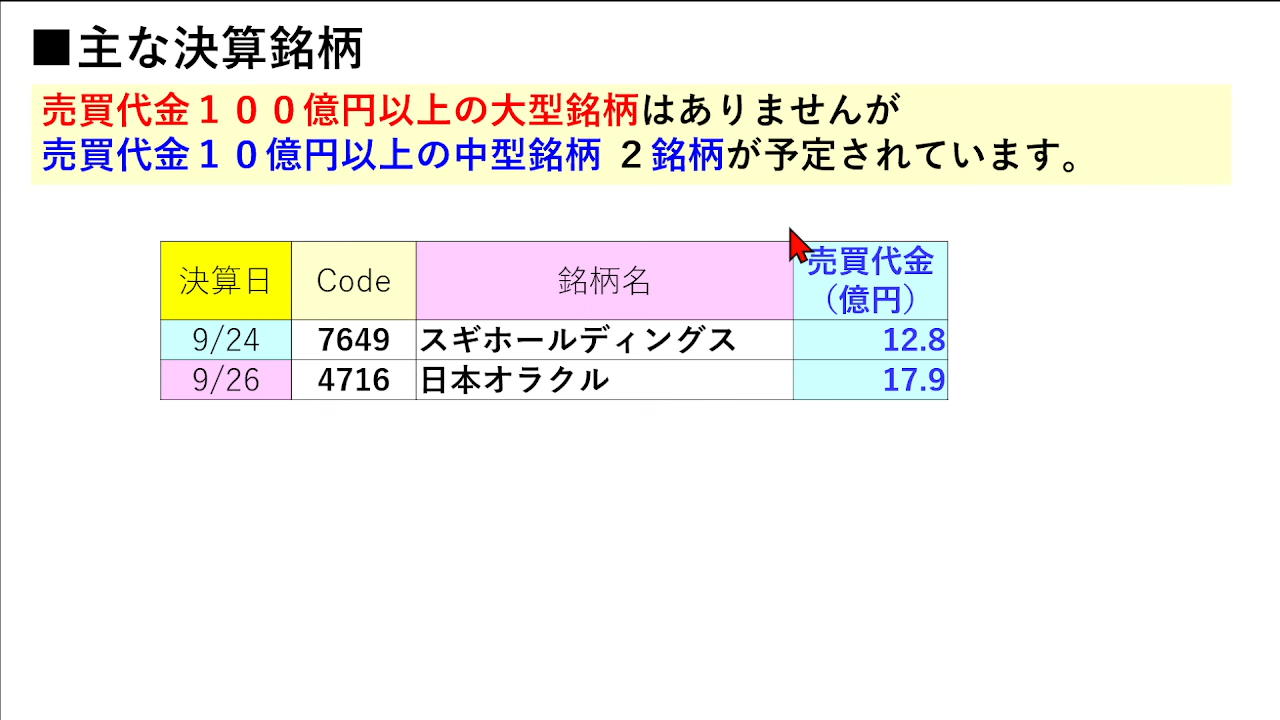 ■主な決算銘柄
売買代金１００億円以上の大型銘柄はありませんが
売買代金１０億円以上の中型銘柄 ２銘柄が予定されています。
決算日 Code 銘柄名 売買代金
（億円）
9/24 7649 スギホールディングス 12.8
9/26 4716 日本オラクル 17.9